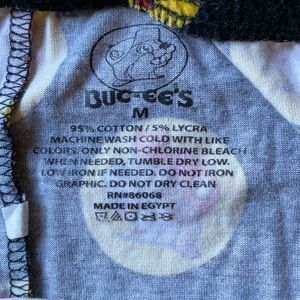 BUC-EE'S
M
95% COTTON / 5% LYCRA
MACHINE WASH COLD WITH LIKE
COLORS. ONLY NON-CHLORINE BLEACH
WHEN NEEDED, TUMBLE DRY LOW.
LOW IRON IF NEEDED. DO NOT IRON
GRAPHIC. DO NOT DRY CLEAN
RN#86068
MADE IN EGYPT